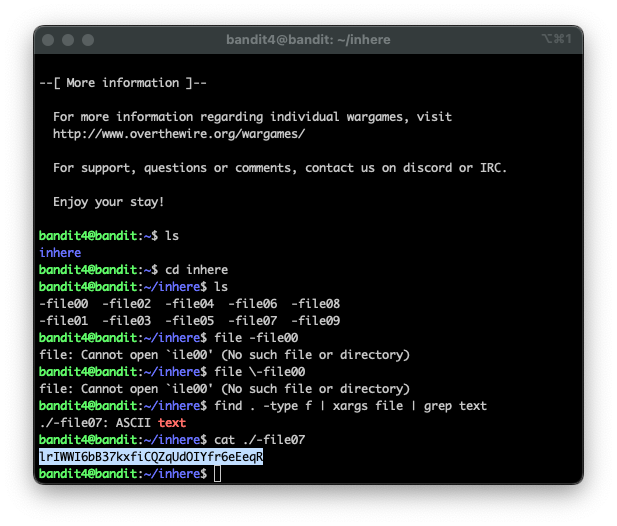 bandit4@bandit: ~/inhere
⌥⌘1
--[ More information ]--
For more information regarding individual wargames, visit
http://www.overthewire.org/wargames/
For support, questions or comments, contact us on discord or IRC.
Enjoy your stay!
bandit4@bandit:~$ ls
inhere
bandit4@bandit:~$ cd inhere
bandit4@bandit:~/inhere$ ls
-file00  -file02  -file04  -file06  -file08
-file01  -file03  -file05  -file07  -file09
bandit4@bandit:~/inhere$ file -file00
file: Cannot open `ile00' (No such file or directory)
bandit4@bandit:~/inhere$ file \-file00
file: Cannot open `ile00' (No such file or directory)
bandit4@bandit:~/inhere$ find . -type f | xargs file | grep text
./-file07: ASCII text
bandit4@bandit:~/inhere$ cat ./-file07
lrIWWI6bB37kxfiCQZqUdOIYfr6eEeqR
bandit4@bandit:~/inhere$